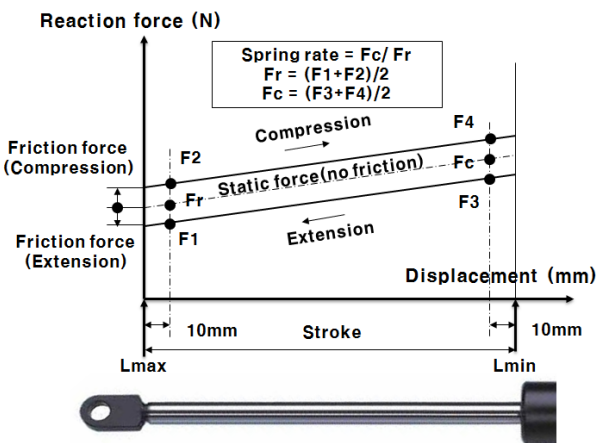 Reaction force (N)
Spring rate = Fc/ Fr
Fr = (F1+F2)/2
Fc = (F3+F4)/2
Compression
F4
Friction force
(Compression)
F2
Static force(no friction)
Fc
Fr
F3
Friction force
(Extension)
F1
Extension
Displacement (mm)
10mm
Stroke
10mm
Lmax
Lmin